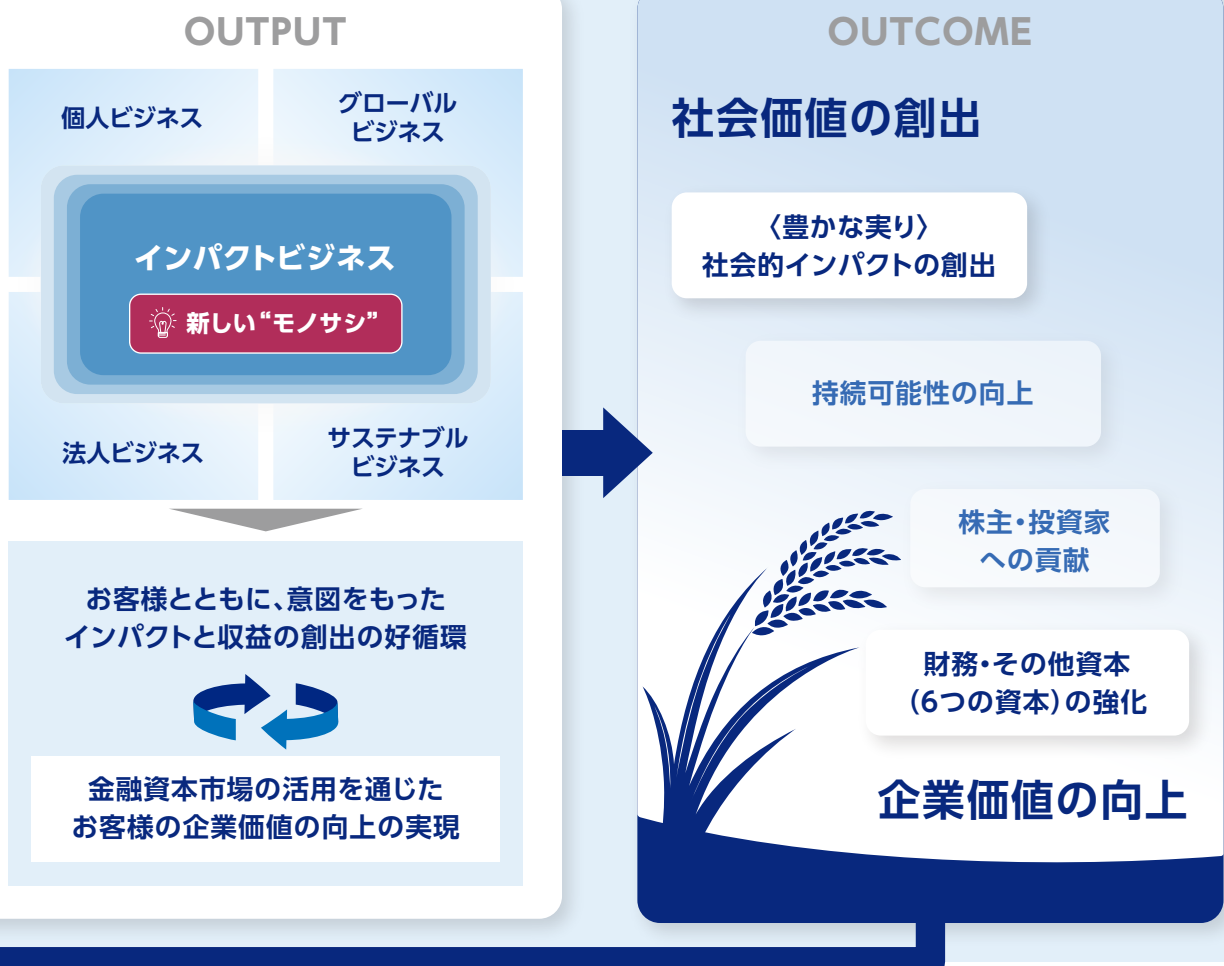 OUTPUT
個人ビジネス
グローバル
ビジネス
インパクトビジネス
新しい“モノサシ”
法人ビジネス
サステナブル
ビジネス
お客様とともに、意図をもった
インパクトと収益の創出の好循環
金融資本市場の活用を通じた
お客様の企業価値の向上の実現
OUTCOME
社会価値の創出
〈豊かな実り〉
社会的インパクトの創出
持続可能性の向上
株主・投資家
への貢献
財務・その他資本
（6つの資本）の強化
企業価値の向上